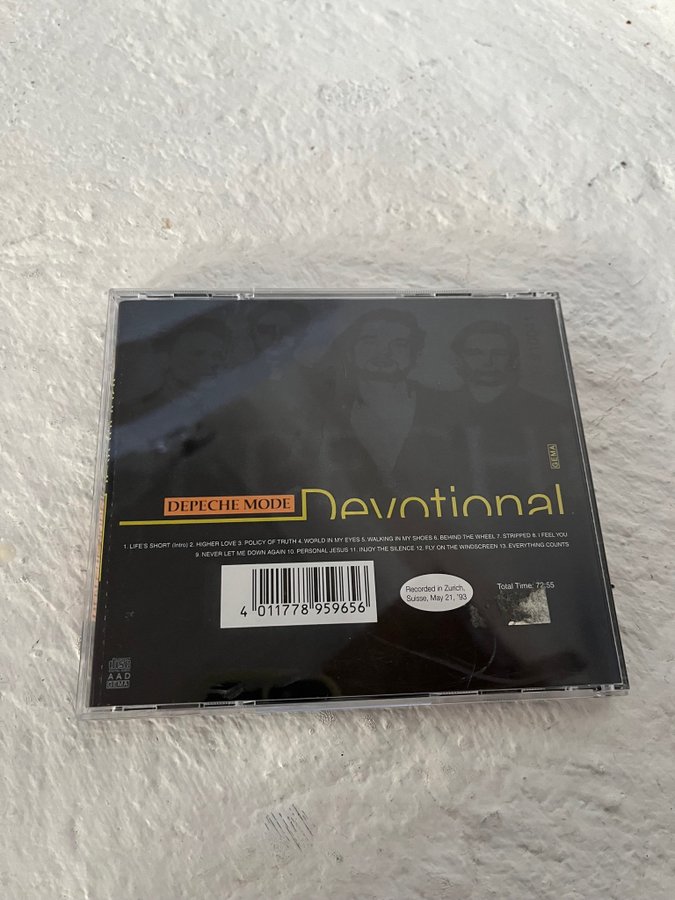 GEMA
DEPECHE MODE Devotional
1. LIFE'S SHORT (Intro) 2. HIGHER LOVE 3. POLICY OF TRUTH 4. WORLD IN MY EYES 5. WALKING IN MY SHOES 6. BEHIND THE WHEEL 7. STRIPPED 8. I FEEL YOU
9. NEVER LET ME DOWN AGAIN 10. PERSONAL JESUS 11. INJOY THE SILENCE 12. FLY ON THE WINDSCREEN 13. EVERYTHING COUNTS
4 011778 959656
Recorded in Zurich,
Suisse, May 21, '93
Total Time: 72:55
AAD
GEMA